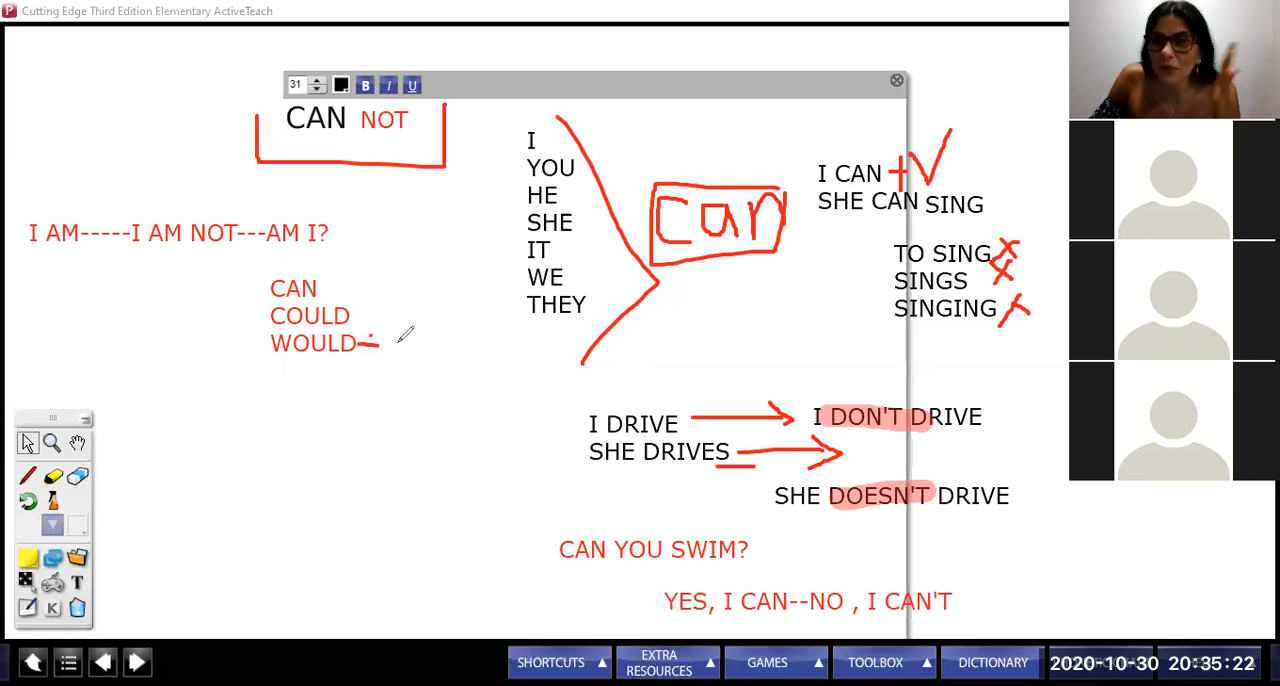 Cutting Edge Third Edition Elementary ActiveTeach
31 B I U
CAN NOT
I
YOU
HE
SHE
IT
WE
THEY
can
I CAN +
SHE CAN SING
TO SING
SINGS
SINGING
I AM-----I AM NOT---AM I?
CAN
COULD
WOULD
I DRIVE
SHE DRIVES
I DON'T DRIVE
SHE DOESN'T DRIVE
CAN YOU SWIM?
YES, I CAN--NO , I CAN'T
T
K
SHORTCUTS
EXTRA RESOURCES
GAMES
TOOLBOX
DICTIONARY
2020-10-30 20:35:22